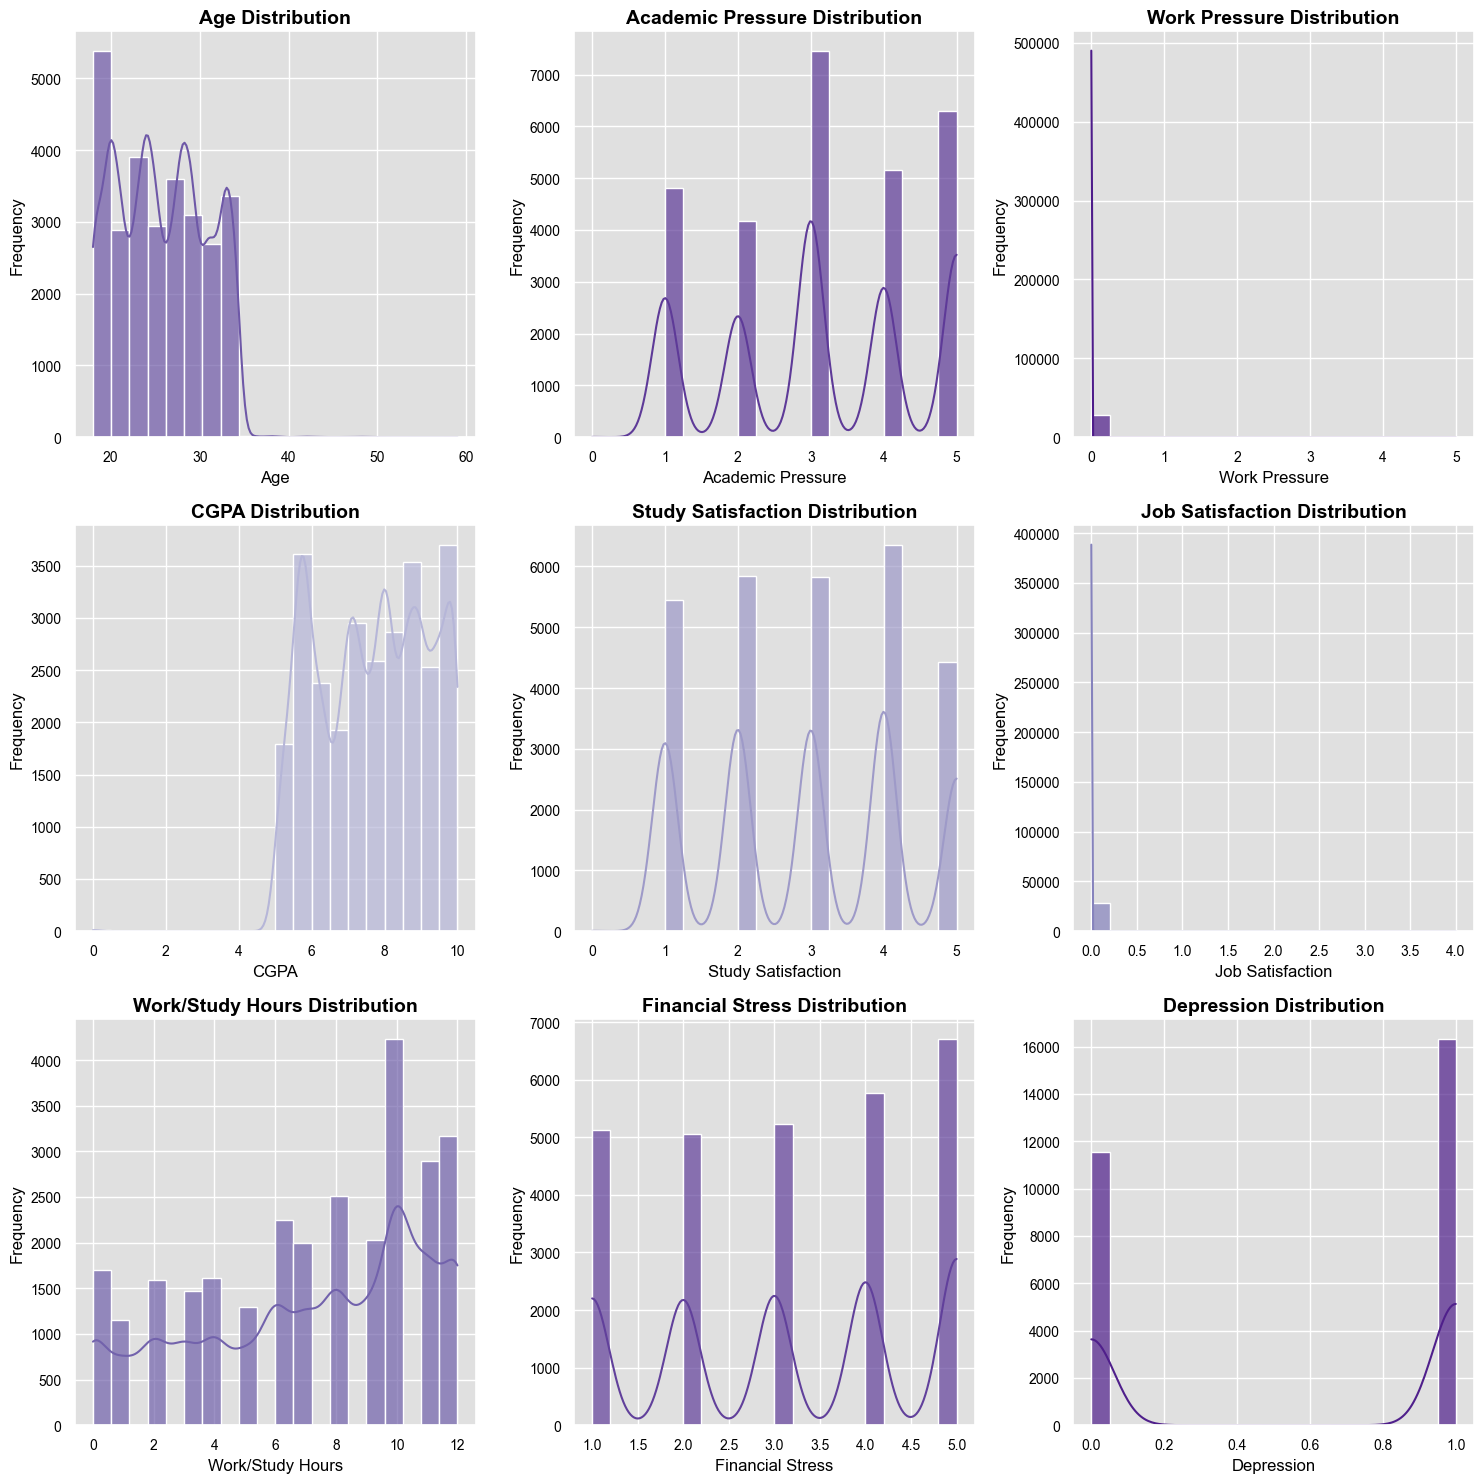 Age Distribution
Frequency
5000
4000
3000
2000
1000
0
20 30 40 50 60
Age
Academic Pressure Distribution
Frequency
7000
6000
5000
4000
3000
2000
1000
0
0 1 2 3 4 5
Academic Pressure
Work Pressure Distribution
Frequency
500000
400000
300000
200000
100000
0
0 1 2 3 4 5
Work Pressure
CGPA Distribution
Frequency
3500
3000
2500
2000
1500
1000
500
0
0 2 4 6 8 10
CGPA
Study Satisfaction Distribution
Frequency
6000
5000
4000
3000
2000
1000
0
0 1 2 3 4 5
Study Satisfaction
Job Satisfaction Distribution
Frequency
400000
350000
300000
250000
200000
150000
100000
50000
0
0.0 0.5 1.0 1.5 2.0 2.5 3.0 3.5 4.0
Job Satisfaction
Work/Study Hours Distribution
Frequency
4000
3500
3000
2500
2000
1500
1000
500
0
0 2 4 6 8 10 12
Work/Study Hours
Financial Stress Distribution
Frequency
7000
6000
5000
4000
3000
2000
1000
0
1.0 1.5 2.0 2.5 3.0 3.5 4.0 4.5 5.0
Financial Stress
Depression Distribution
Frequency
16000
14000
12000
10000
8000
6000
4000
2000
0
0.0 0.2 0.4 0.6 0.8 1.0
Depression